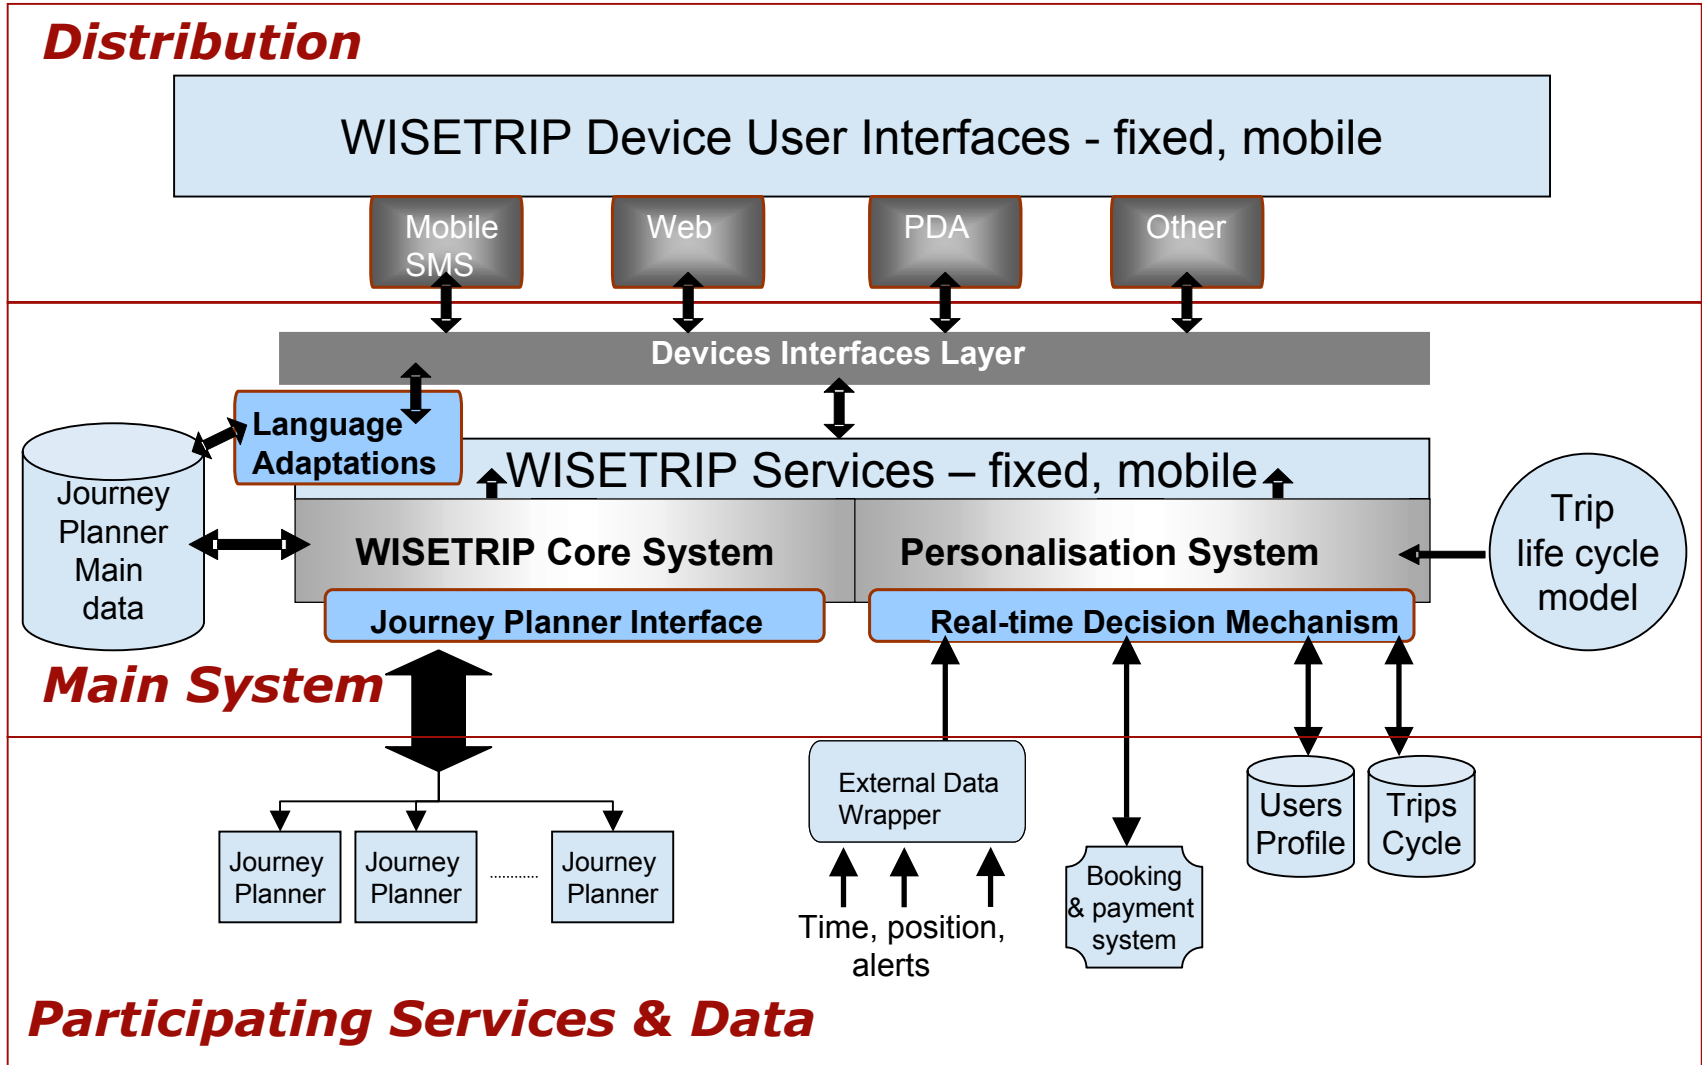 Distribution
WISETRIP Device User Interfaces - fixed, mobile
Mobile
SMS
Web
PDA
Other
Devices Interfaces Layer
Language
Adaptations
WISETRIP Services – fixed, mobile
Journey
Planner
Main
data
WISETRIP Core System
Personalisation System
Trip
life cycle
model
Journey Planner Interface
Real-time Decision Mechanism
Main System
Journey
Planner
Journey
Planner
............
Journey
Planner
External Data
Wrapper
Time, position,
alerts
Booking
& payment
system
Users
Profile
Trips
Cycle
Participating Services & Data